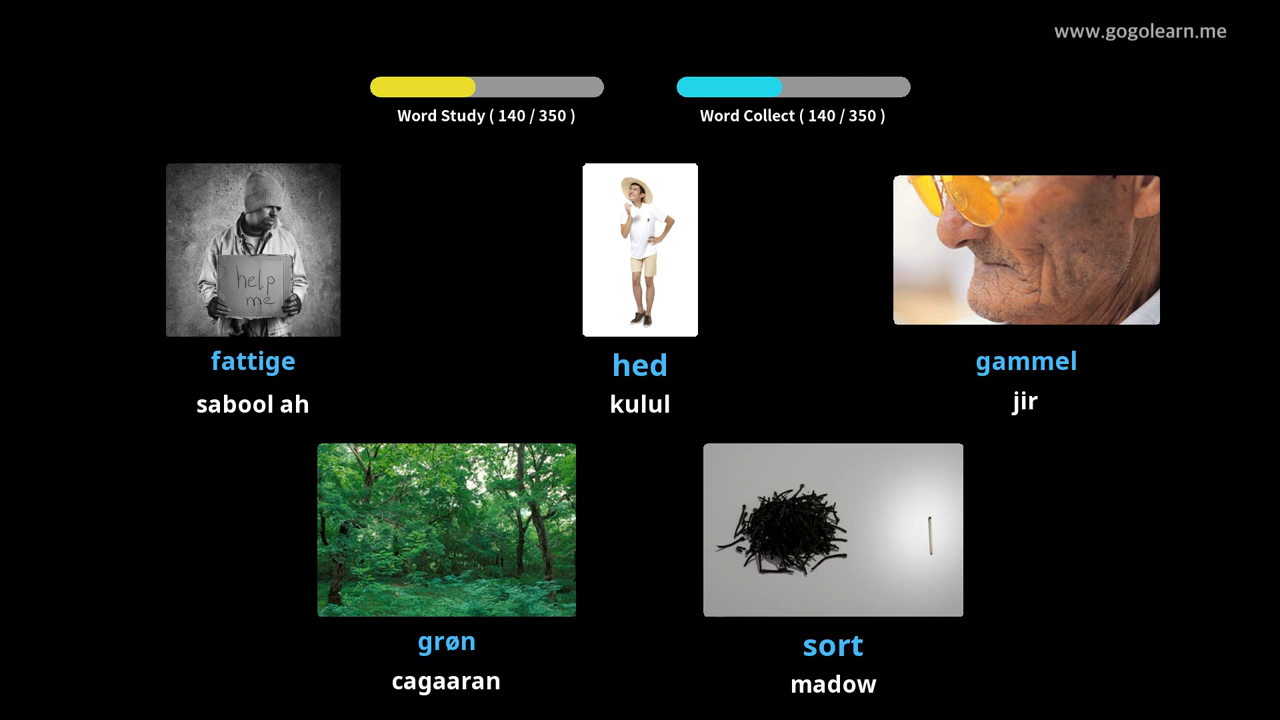 www.gogolearn.me
Word Study ( 140 / 350 )
Word Collect ( 140 / 350 )
help
me
fattige
sabool ah
hed
kulul
gammel
jir
grøn
cagaaran
sort
madow